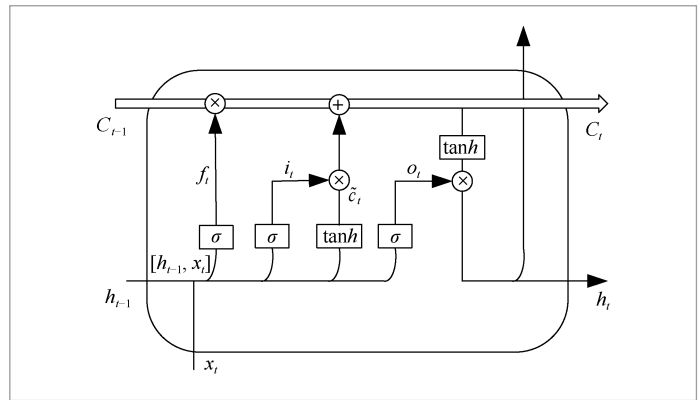 × +
C_{t-1} C_t
tanh
f_t i_t × c̃_t o_t ×
σ σ tanh σ
[h_{t-1}, x_t]
h_{t-1} h_t
x_t